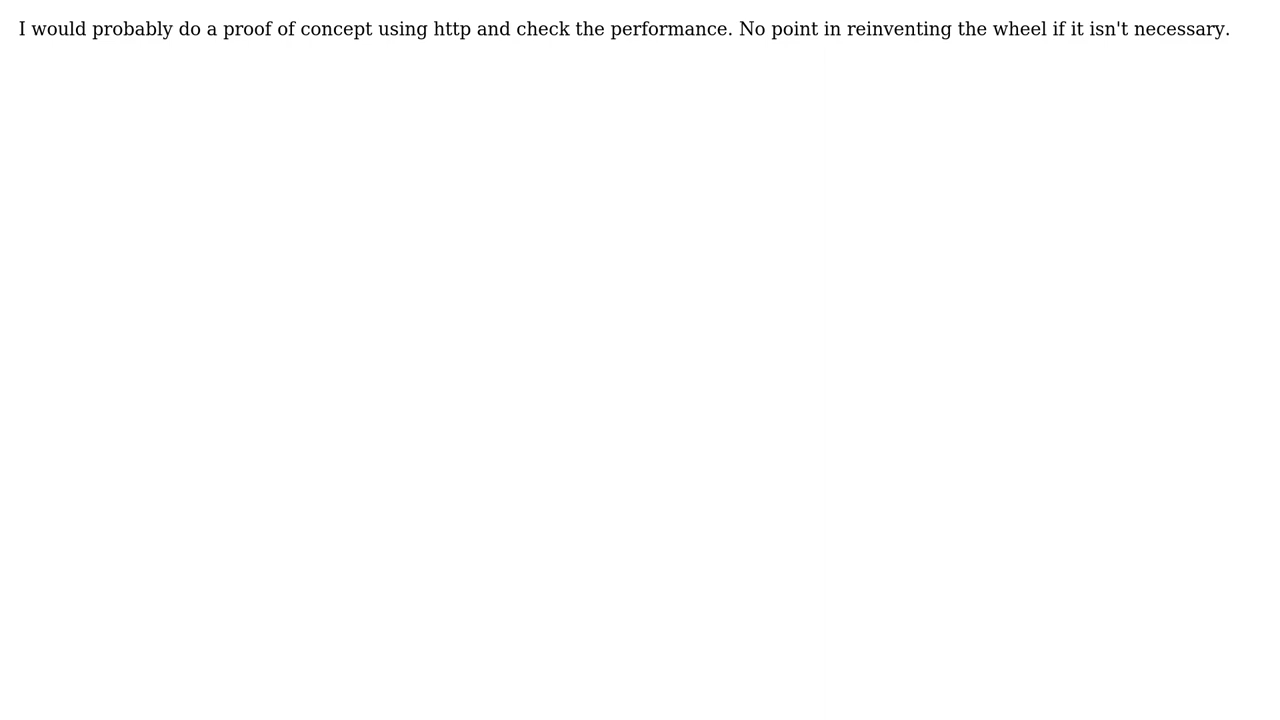 I would probably do a proof of concept using http and check the performance. No point in reinventing the wheel if it isn't necessary.